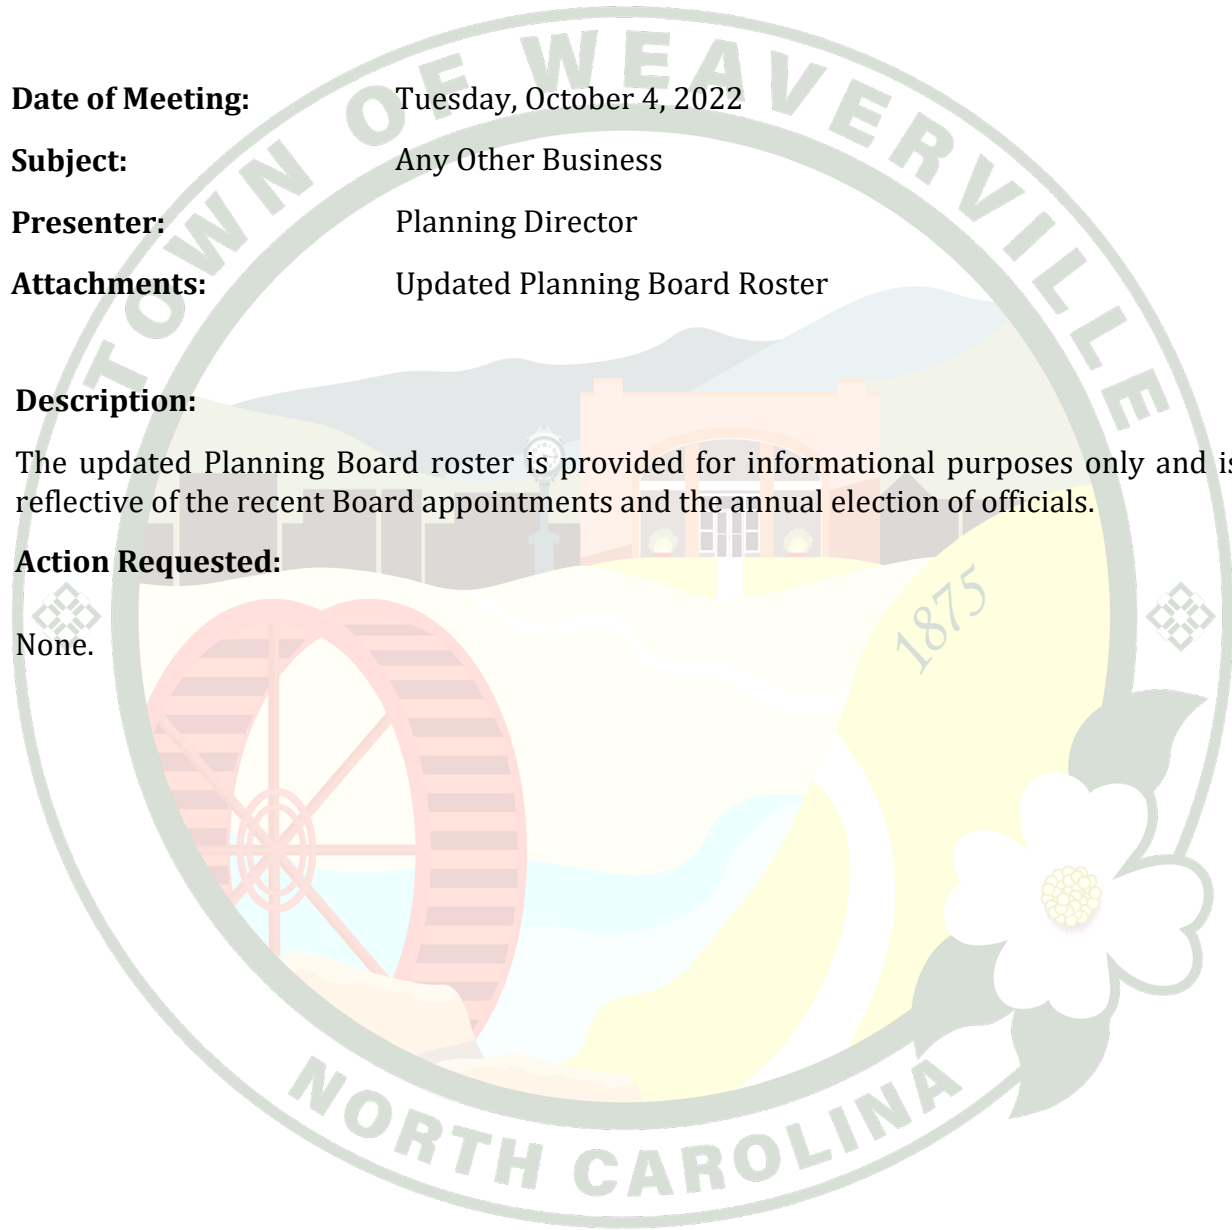 TOWN OF WEAVERVILLE
Date of Meeting: Tuesday, October 4, 2022
Subject: Any Other Business
Presenter: Planning Director
Attachments: Updated Planning Board Roster
Description:
The updated Planning Board roster is provided for informational purposes only and is
reflective of the recent Board appointments and the annual election of officials.
Action Requested:
None.
1875
NORTH CAROLINA